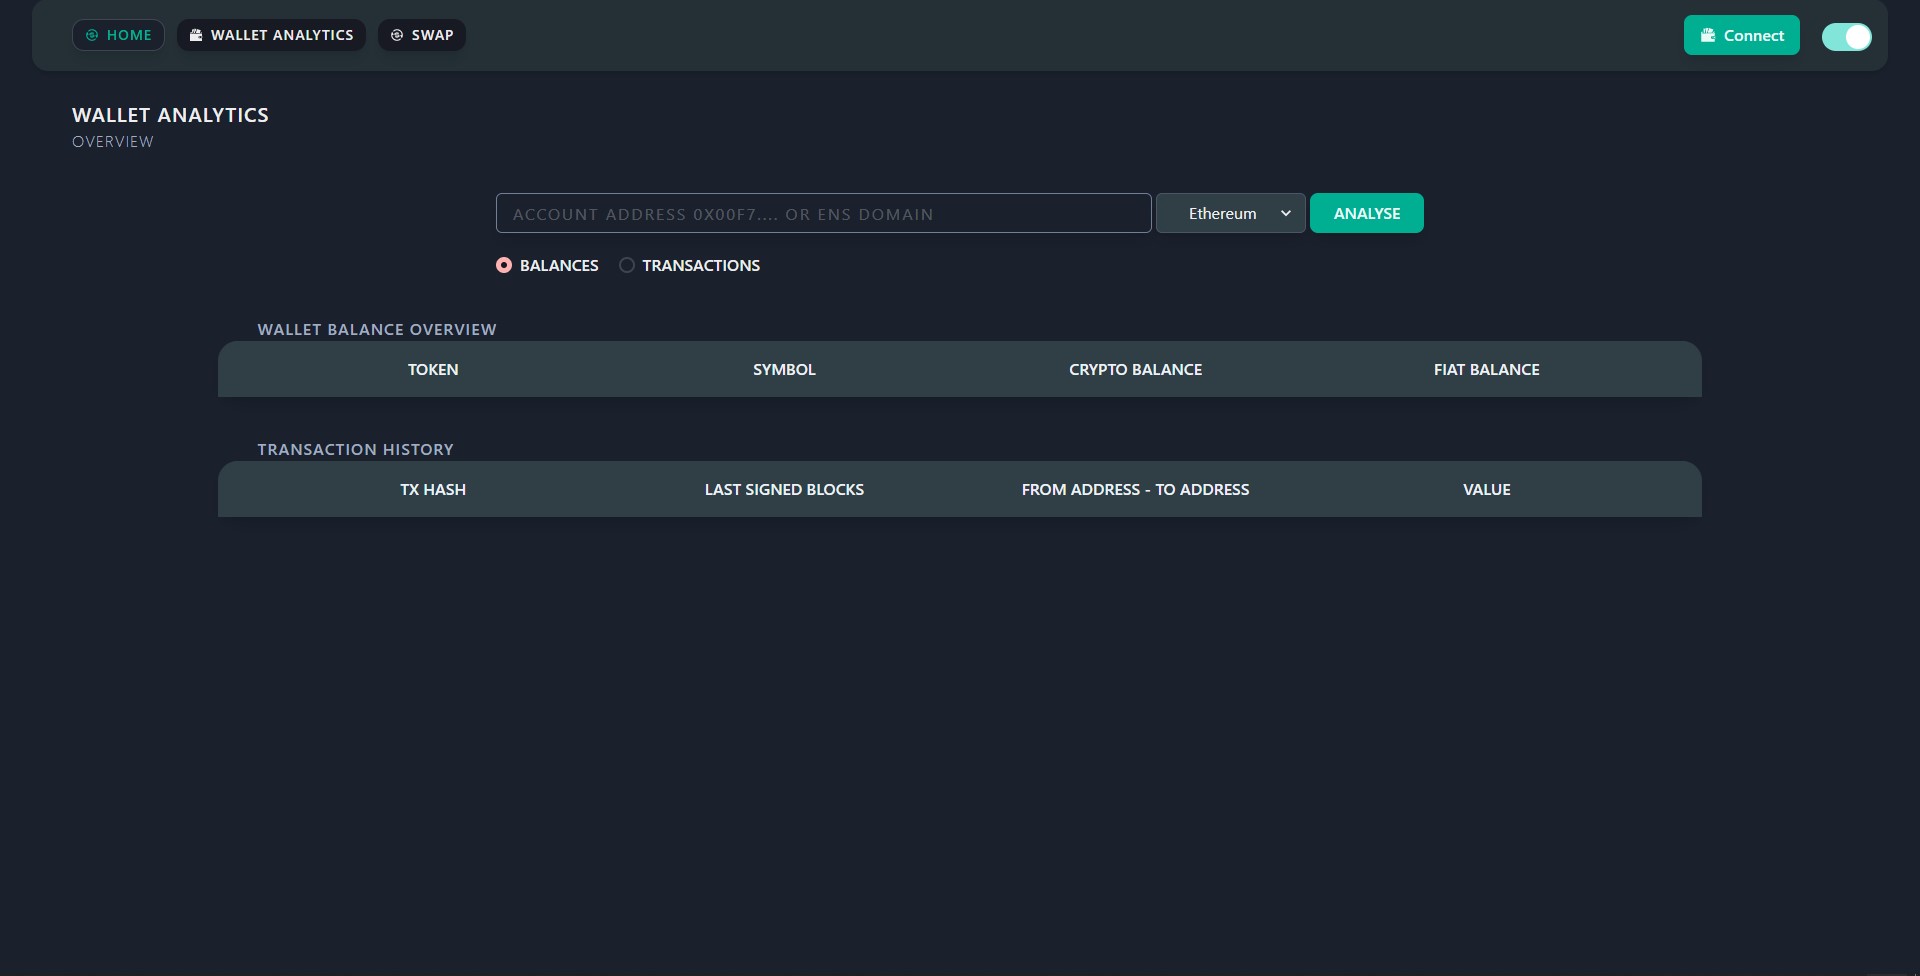 HOME WALLET ANALYTICS SWAP Connect
WALLET ANALYTICS
OVERVIEW
ACCOUNT ADDRESS 0X00F7.... OR ENS DOMAIN Ethereum ANALYSE
BALANCES TRANSACTIONS
WALLET BALANCE OVERVIEW
TOKEN SYMBOL CRYPTO BALANCE FIAT BALANCE
TRANSACTION HISTORY
TX HASH LAST SIGNED BLOCKS FROM ADDRESS - TO ADDRESS VALUE